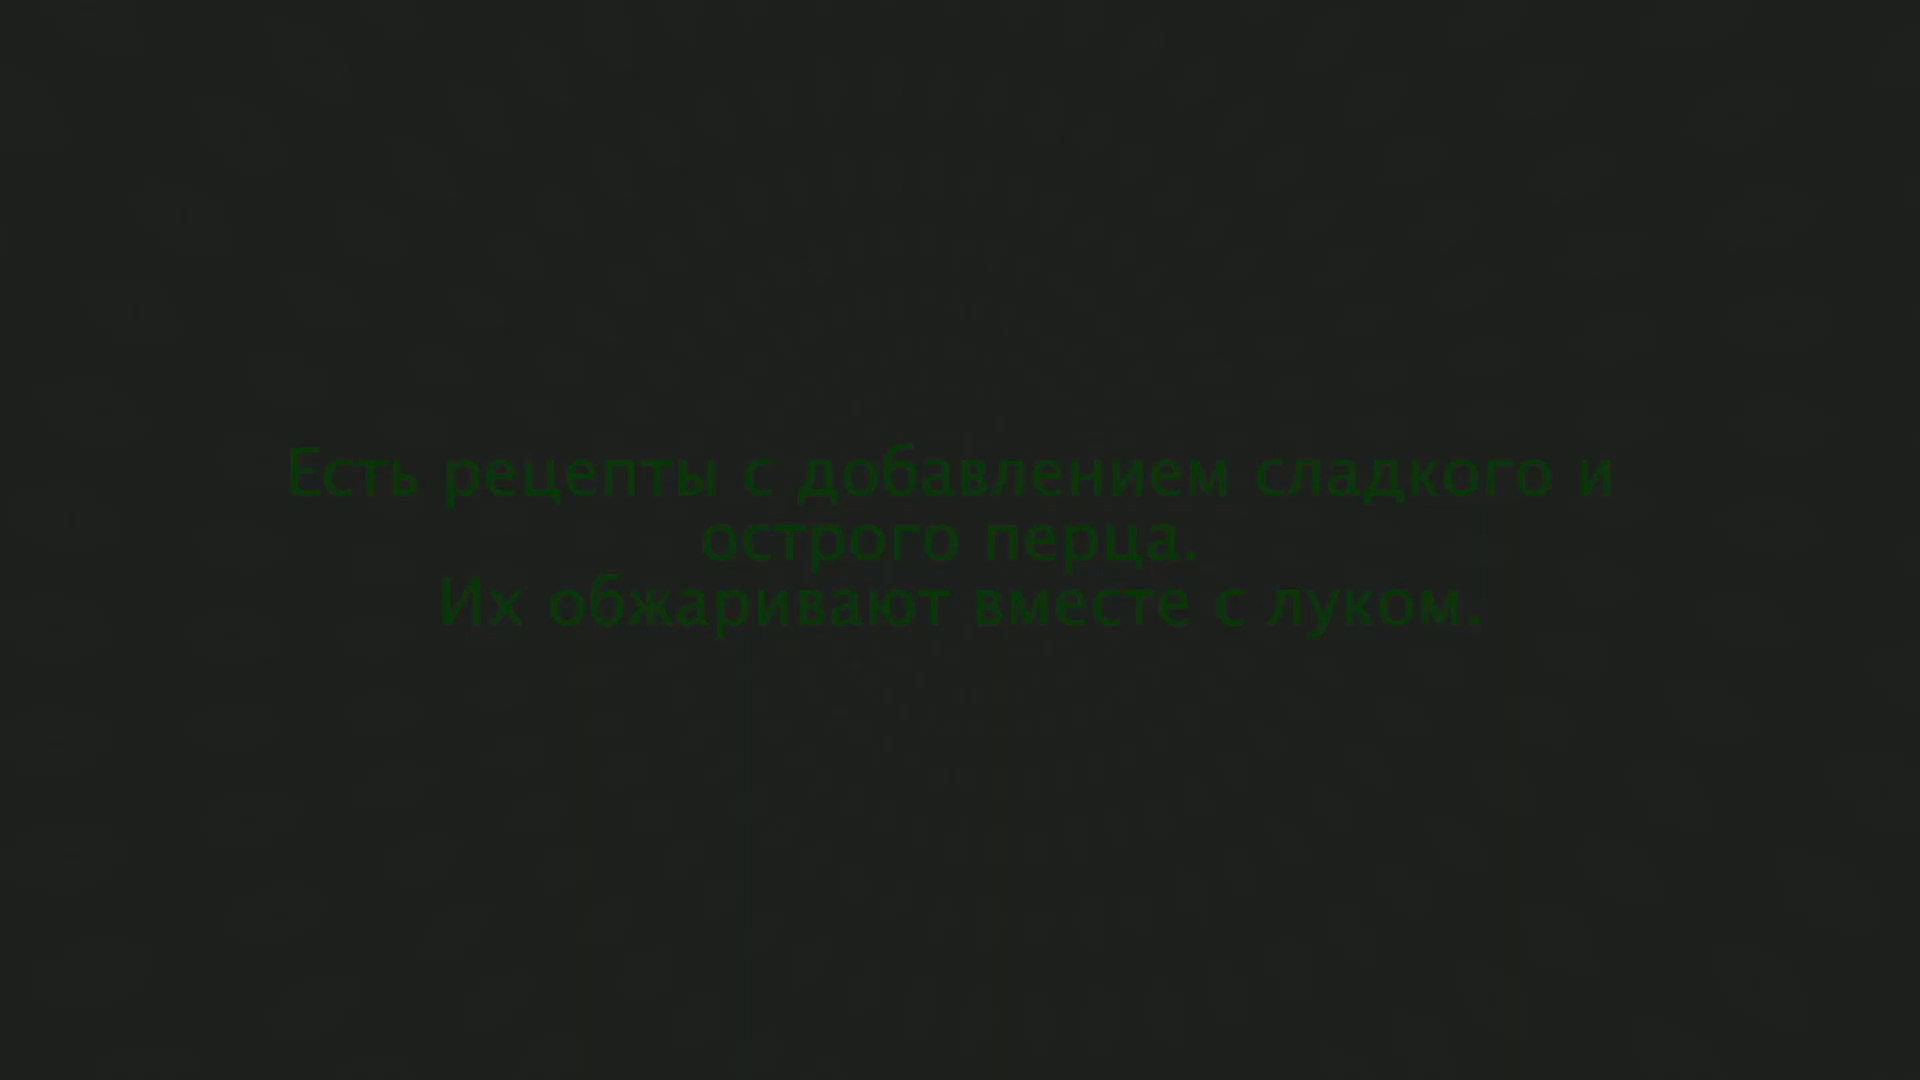 Есть рецепты с добавлением сладкого и
острого перца.
Их обжаривают вместе с луком.